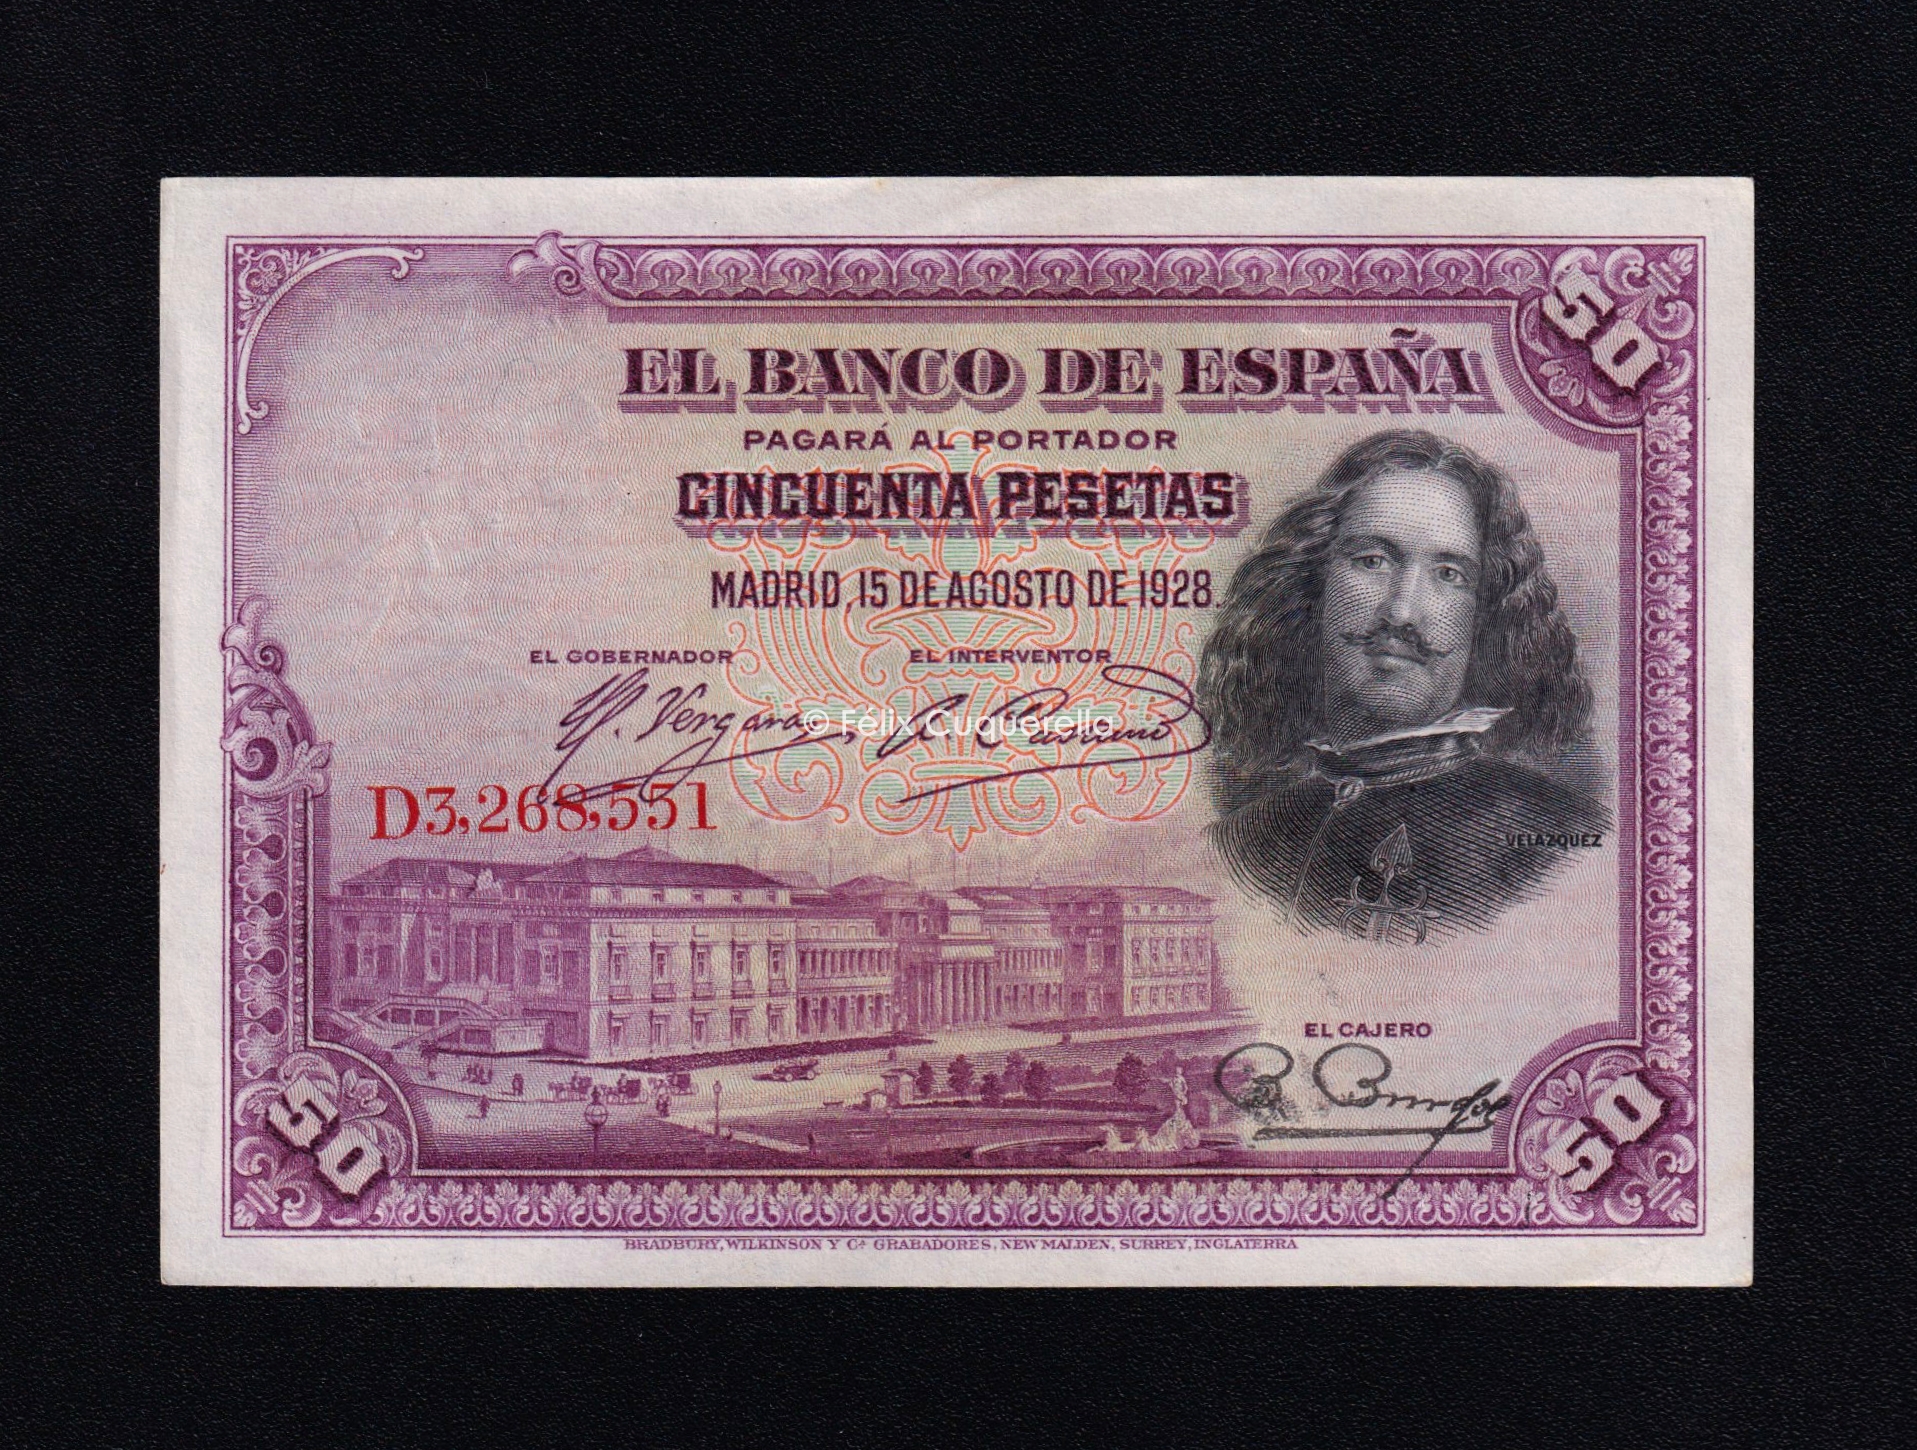 50
EL BANCO DE ESPAÑA
PAGARÁ AL PORTADOR
CINCUENTA PESETAS
MADRID, 15 DE AGOSTO DE 1928.
EL GOBERNADOR EL INTERVENTOR
Vergara
© Félix Cuquerella
D3,268,551
VELAZQUEZ
EL CAJERO
50
50
BRADBURY, WILKINSON Y Cª GRABADORES, NEW MALDEN, SURREY, INGLATERRA